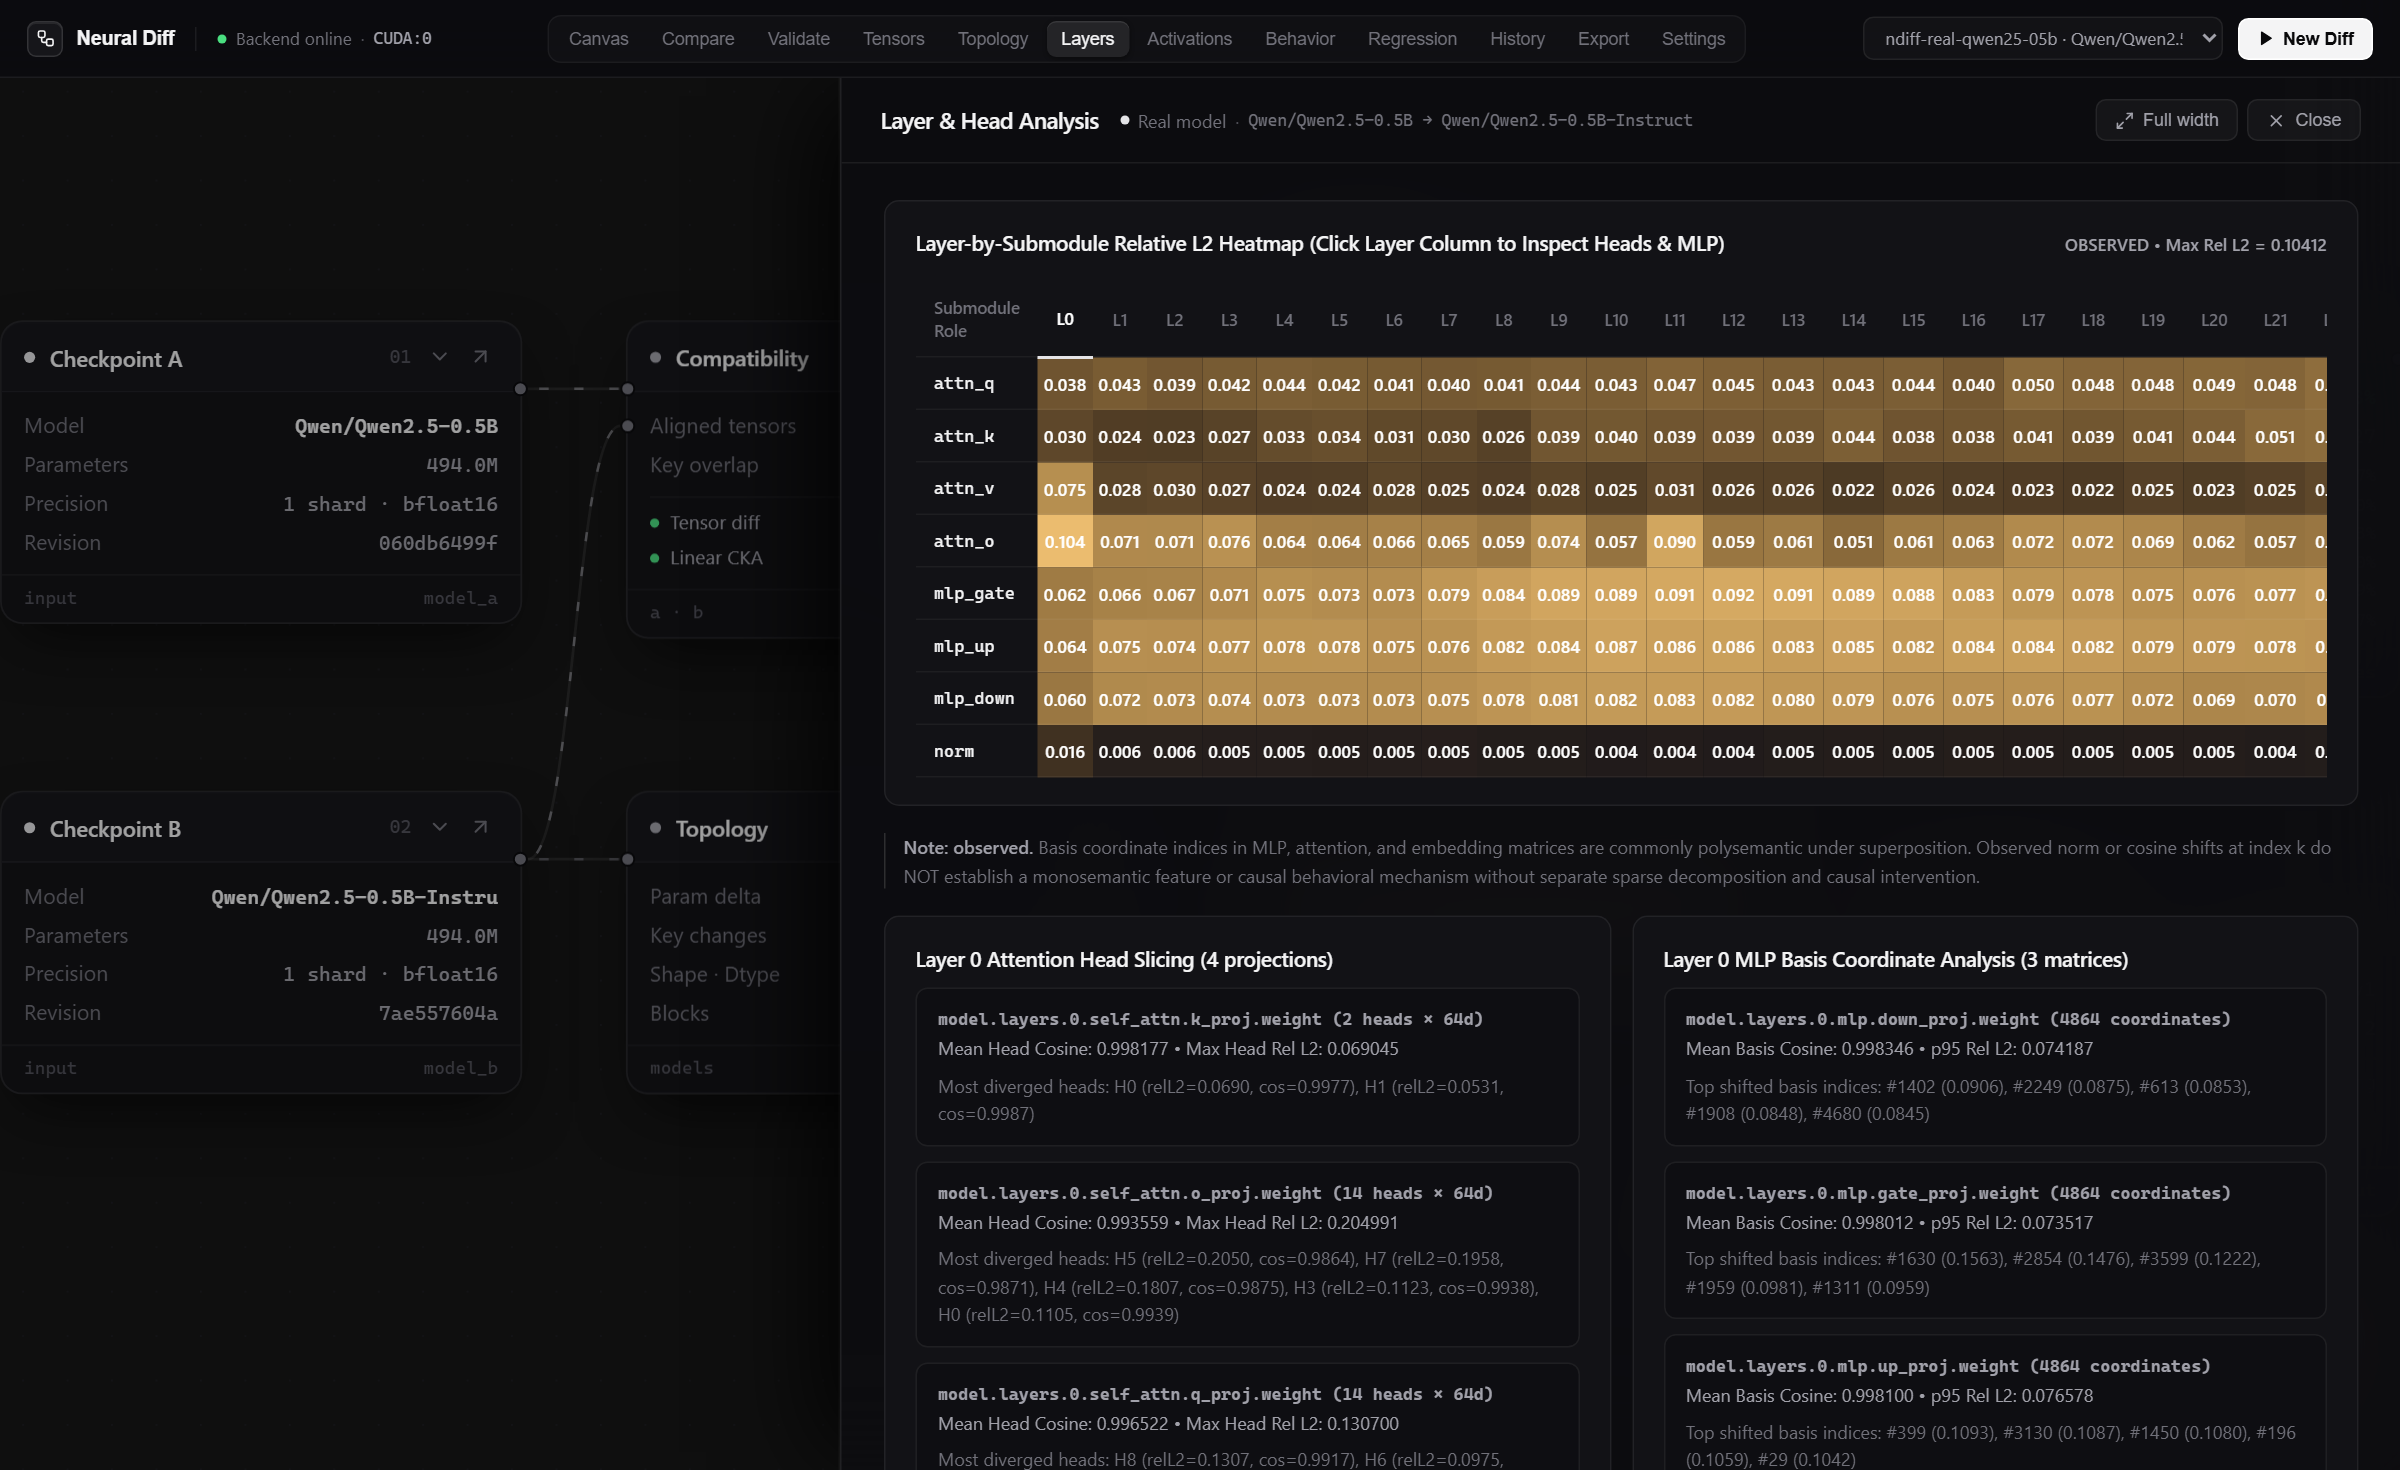 Neural Diff
Backend online · CUDA:0
Canvas Compare Validate Tensors Topology Layers Activations Behavior Regression History Export Settings
ndiff-real-qwen25-05b · Qwen/Qwen2.
New Diff
Checkpoint A 01
Model Qwen/Qwen2.5-0.5B
Parameters 494.0M
Precision 1 shard · bfloat16
Revision 060db6499f
input model_a
Compatibility
Aligned tensors
Key overlap
Tensor diff
Linear CKA
a · b
Checkpoint B 02
Model Qwen/Qwen2.5-0.5B-Instru
Parameters 494.0M
Precision 1 shard · bfloat16
Revision 7ae557604a
input model_b
Topology
Param delta
Key changes
Shape · Dtype
Blocks
models
Layer & Head Analysis Real model · Qwen/Qwen2.5-0.5B → Qwen/Qwen2.5-0.5B-Instruct
Full width
Close
Layer-by-Submodule Relative L2 Heatmap (Click Layer Column to Inspect Heads & MLP)
OBSERVED • Max Rel L2 = 0.10412
Submodule Role L0 L1 L2 L3 L4 L5 L6 L7 L8 L9 L10 L11 L12 L13 L14 L15 L16 L17 L18 L19 L20 L21
attn_q 0.038 0.043 0.039 0.042 0.044 0.042 0.041 0.040 0.041 0.044 0.043 0.047 0.045 0.043 0.043 0.044 0.040 0.050 0.048 0.048 0.049 0.048 0.
attn_k 0.030 0.024 0.023 0.027 0.033 0.034 0.031 0.030 0.026 0.039 0.040 0.039 0.039 0.039 0.044 0.038 0.038 0.041 0.039 0.041 0.044 0.051 0.
attn_v 0.075 0.028 0.030 0.027 0.024 0.024 0.028 0.025 0.024 0.028 0.025 0.031 0.026 0.026 0.022 0.026 0.024 0.023 0.022 0.025 0.023 0.025 0.
attn_o 0.104 0.071 0.071 0.076 0.064 0.064 0.066 0.065 0.059 0.074 0.057 0.090 0.059 0.061 0.051 0.061 0.063 0.072 0.072 0.069 0.062 0.057 0.
mlp_gate 0.062 0.066 0.067 0.071 0.075 0.073 0.073 0.079 0.084 0.089 0.089 0.091 0.092 0.091 0.089 0.088 0.083 0.079 0.078 0.075 0.076 0.077 0.
mlp_up 0.064 0.075 0.074 0.077 0.078 0.078 0.075 0.076 0.082 0.084 0.087 0.086 0.086 0.083 0.085 0.082 0.084 0.084 0.082 0.079 0.079 0.078 0.
mlp_down 0.060 0.072 0.073 0.074 0.073 0.073 0.073 0.075 0.078 0.081 0.082 0.083 0.082 0.080 0.079 0.076 0.075 0.076 0.077 0.072 0.069 0.070 0
norm 0.016 0.006 0.006 0.005 0.005 0.005 0.005 0.005 0.005 0.005 0.004 0.004 0.004 0.005 0.005 0.005 0.005 0.005 0.005 0.005 0.005 0.004 0.
Note: observed. Basis coordinate indices in MLP, attention, and embedding matrices are commonly polysemantic under superposition. Observed norm or cosine shifts at index k do
NOT establish a monosemantic feature or causal behavioral mechanism without separate sparse decomposition and causal intervention.
Layer 0 Attention Head Slicing (4 projections)
model.layers.0.self_attn.k_proj.weight (2 heads × 64d)
Mean Head Cosine: 0.998177 • Max Head Rel L2: 0.069045
Most diverged heads: H0 (relL2=0.0690, cos=0.9977), H1 (relL2=0.0531,
cos=0.9987)
model.layers.0.self_attn.o_proj.weight (14 heads × 64d)
Mean Head Cosine: 0.993559 • Max Head Rel L2: 0.204991
Most diverged heads: H5 (relL2=0.2050, cos=0.9864), H7 (relL2=0.1958,
cos=0.9871), H4 (relL2=0.1807, cos=0.9875), H3 (relL2=0.1123, cos=0.9938),
H0 (relL2=0.1105, cos=0.9939)
model.layers.0.self_attn.q_proj.weight (14 heads × 64d)
Mean Head Cosine: 0.996522 • Max Head Rel L2: 0.130700
Most diverged heads: H8 (relL2=0.1307, cos=0.9917), H6 (relL2=0.0975,
Layer 0 MLP Basis Coordinate Analysis (3 matrices)
model.layers.0.mlp.down_proj.weight (4864 coordinates)
Mean Basis Cosine: 0.998346 • p95 Rel L2: 0.074187
Top shifted basis indices: #1402 (0.0906), #2249 (0.0875), #613 (0.0853),
#1908 (0.0848), #4680 (0.0845)
model.layers.0.mlp.gate_proj.weight (4864 coordinates)
Mean Basis Cosine: 0.998012 • p95 Rel L2: 0.073517
Top shifted basis indices: #1630 (0.1563), #2854 (0.1476), #3599 (0.1222),
#1959 (0.0981), #1311 (0.0959)
model.layers.0.mlp.up_proj.weight (4864 coordinates)
Mean Basis Cosine: 0.998100 • p95 Rel L2: 0.076578
Top shifted basis indices: #399 (0.1093), #3130 (0.1087), #1450 (0.1080), #196
(0.1059), #29 (0.1042)